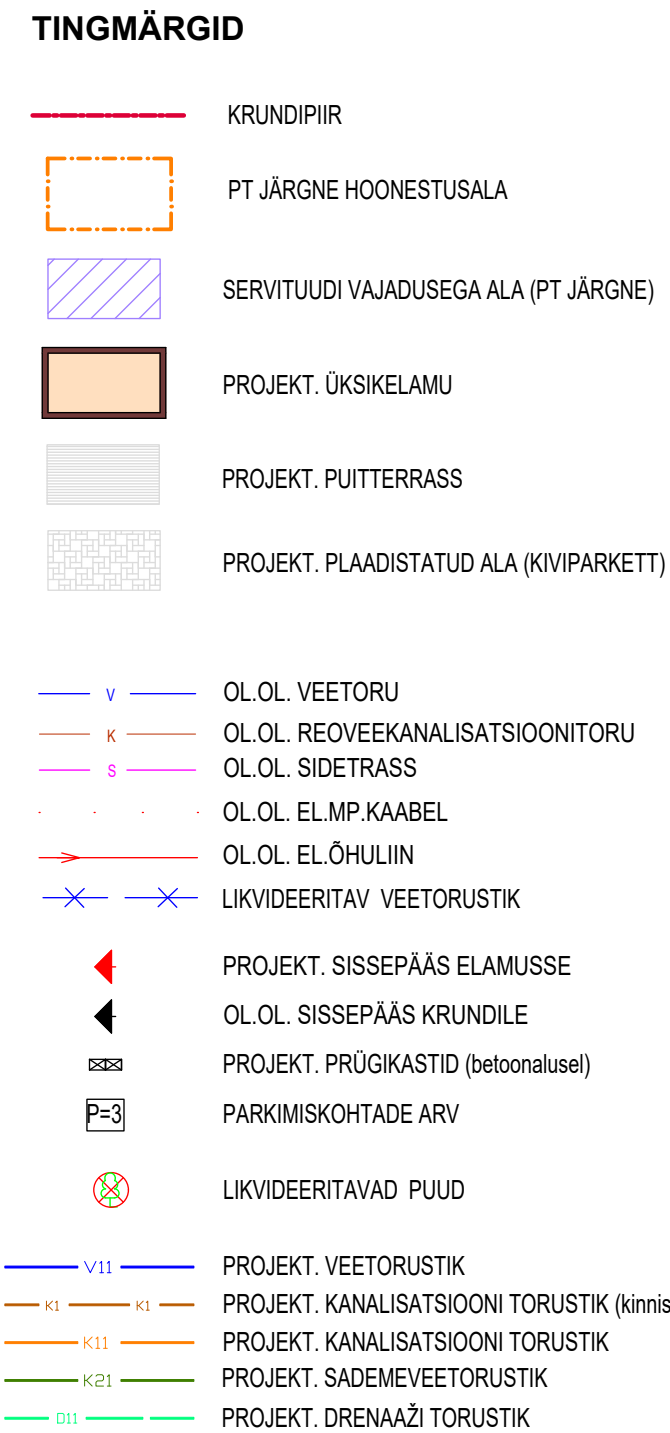 TINGMÄRGID
KRUNDIPIIR
PT JÄRGNE HOONESTUSALA
SERVITUUDI VAJADUSEGA ALA (PT JÄRGNE)
PROJEKT. ÜKSIKELAMU
PROJEKT. PUITTERRASS
PROJEKT. PLAADISTATUD ALA (KIVIPARKETT)
V OL.OL. VEETORU
K OL.OL. REOVEEKANALISATSIOONITORU
S OL.OL. SIDETRASS
OL.OL. EL.MP.KAABEL
OL.OL. EL.ÕHULIIN
LIKVIDEERITAV VEETORUSTIK
PROJEKT. SISSEPÄÄS ELAMUSSE
OL.OL. SISSEPÄÄS KRUNDILE
PROJEKT. PRÜGIKASTID (betoonalusel)
P=3 PARKIMISKOHTADE ARV
LIKVIDEERITAVAD PUUD
V11 PROJEKT. VEETORUSTIK
K1 K1 PROJEKT. KANALISATSIOONI TORUSTIK (kinnis
K11 PROJEKT. KANALISATSIOONI TORUSTIK
K21 PROJEKT. SADEMEVEETORUSTIK
D11 PROJEKT. DRENAAŽI TORUSTIK